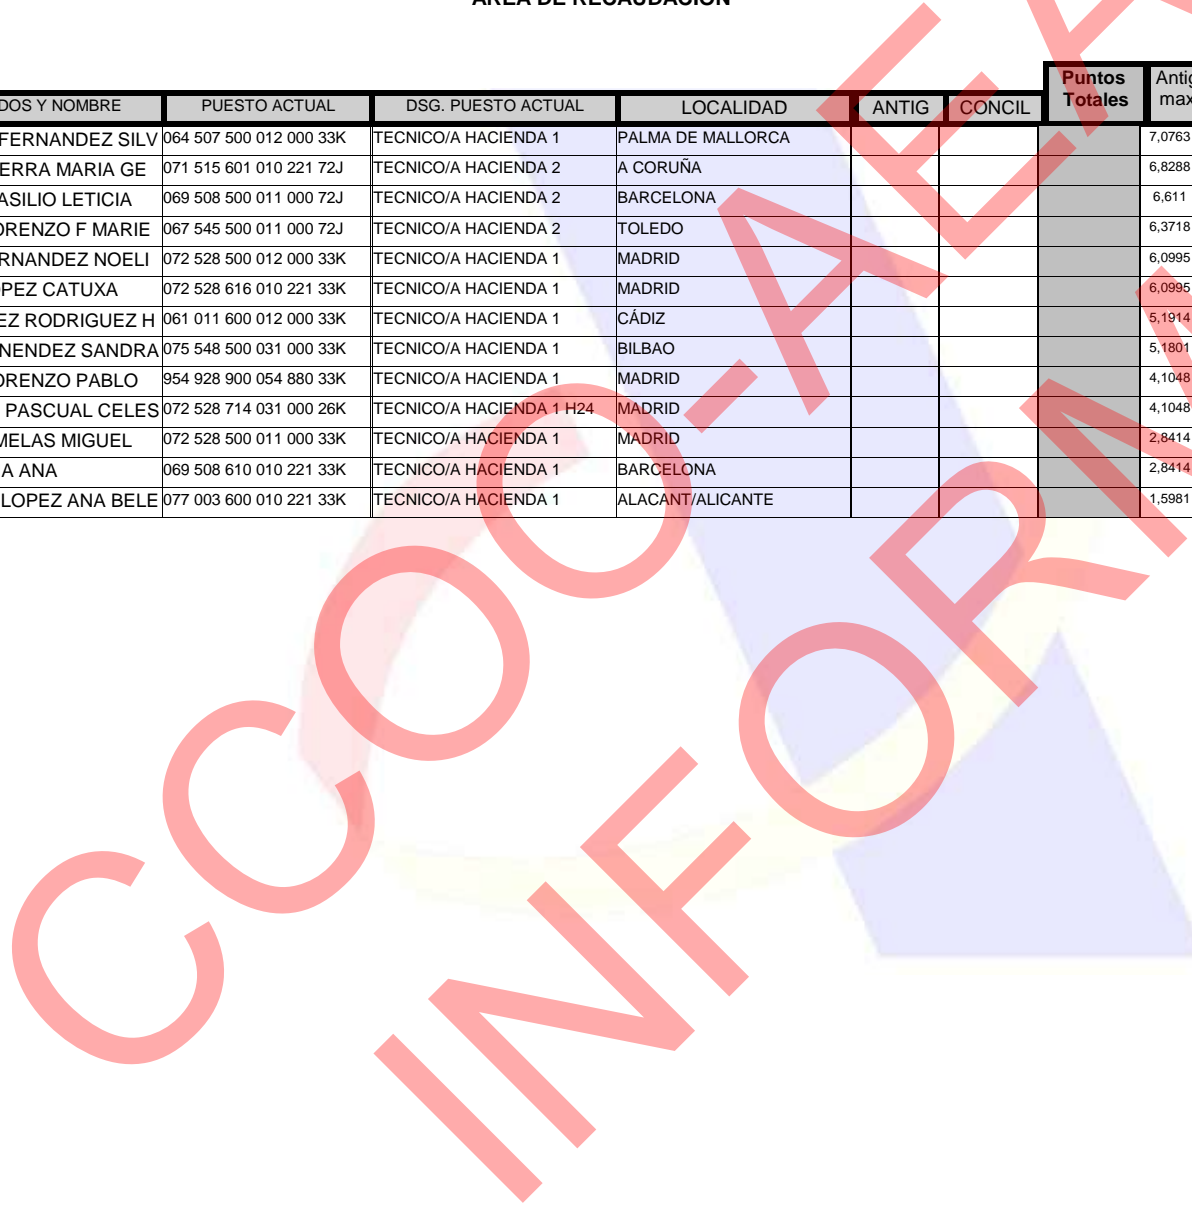 AREA DE RECAUDACIÓN
DOS Y NOMBRE PUESTO ACTUAL DSG. PUESTO ACTUAL LOCALIDAD ANTIG CONCIL Puntos Totales Antig max
FERNANDEZ SILV 064 507 500 012 000 33K TECNICO/A HACIENDA 1 PALMA DE MALLORCA 7,0763
ERRA MARIA GE 071 515 601 010 221 72J TECNICO/A HACIENDA 2 A CORUÑA 6,8288
ASILIO LETICIA 069 508 500 011 000 72J TECNICO/A HACIENDA 2 BARCELONA 6,611
ORENZO F MARIE 067 545 500 011 000 72J TECNICO/A HACIENDA 2 TOLEDO 6,3718
RNANDEZ NOELI 072 528 500 012 000 33K TECNICO/A HACIENDA 1 MADRID 6,0995
PEZ CATUXA 072 528 616 010 221 33K TECNICO/A HACIENDA 1 MADRID 6,0995
EZ RODRIGUEZ H 061 011 600 012 000 33K TECNICO/A HACIENDA 1 CÁDIZ 5,1914
NENDEZ SANDRA 075 548 500 031 000 33K TECNICO/A HACIENDA 1 BILBAO 5,1801
ORENZO PABLO 954 928 900 054 880 33K TECNICO/A HACIENDA 1 MADRID 4,1048
PASCUAL CELES 072 528 714 031 000 26K TECNICO/A HACIENDA 1 H24 MADRID 4,1048
MELAS MIGUEL 072 528 500 011 000 33K TECNICO/A HACIENDA 1 MADRID 2,8414
A ANA 069 508 610 010 221 33K TECNICO/A HACIENDA 1 BARCELONA 2,8414
LOPEZ ANA BELE 077 003 600 010 221 33K TECNICO/A HACIENDA 1 ALACANT/ALICANTE 1,5981
CCOO-AEA
INFORM